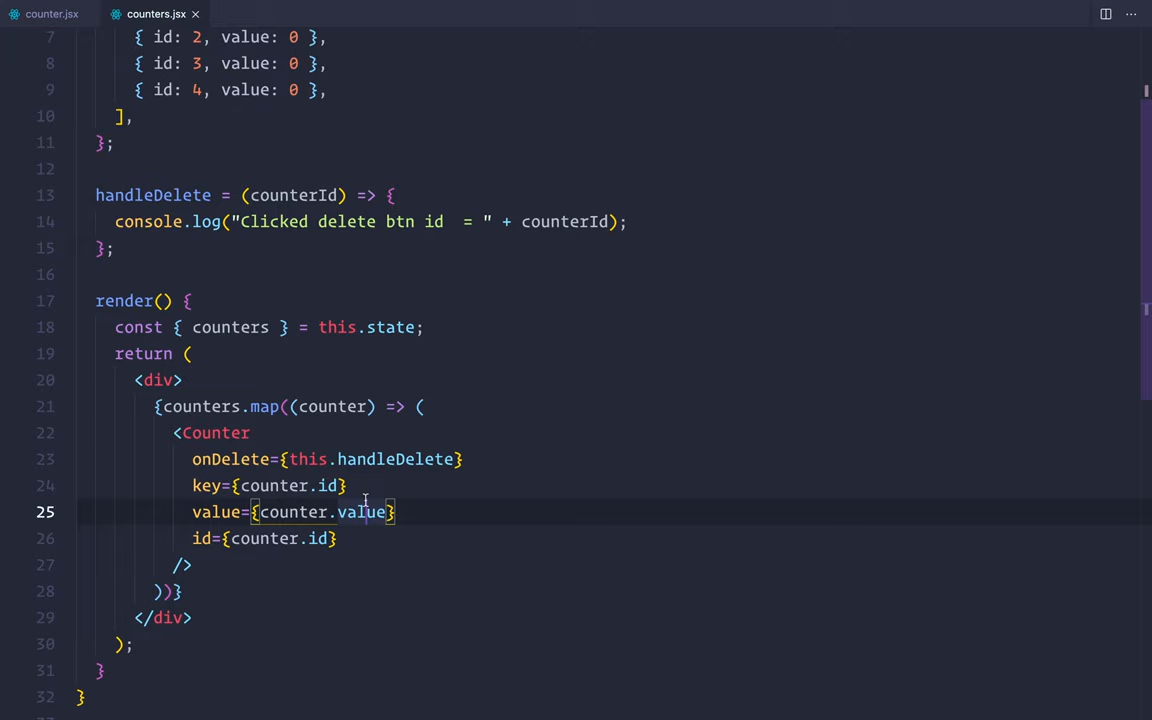 counter.jsx counters.jsx × ...
7 { id: 2, value: 0 },
8 { id: 3, value: 0 },
9 { id: 4, value: 0 },
10 ],
11 };
12
13 handleDelete = (counterId) => {
14 console.log("Clicked delete btn id  = " + counterId);
15 };
16
17 render() {
18 const { counters } = this.state;
19 return (
20 <div>
21 {counters.map((counter) => (
22 <Counter
23 onDelete={this.handleDelete}
24 key={counter.id}
25 value={counter.value}
26 id={counter.id}
27 />
28 ))}
29 </div>
30 );
31 }
32 }